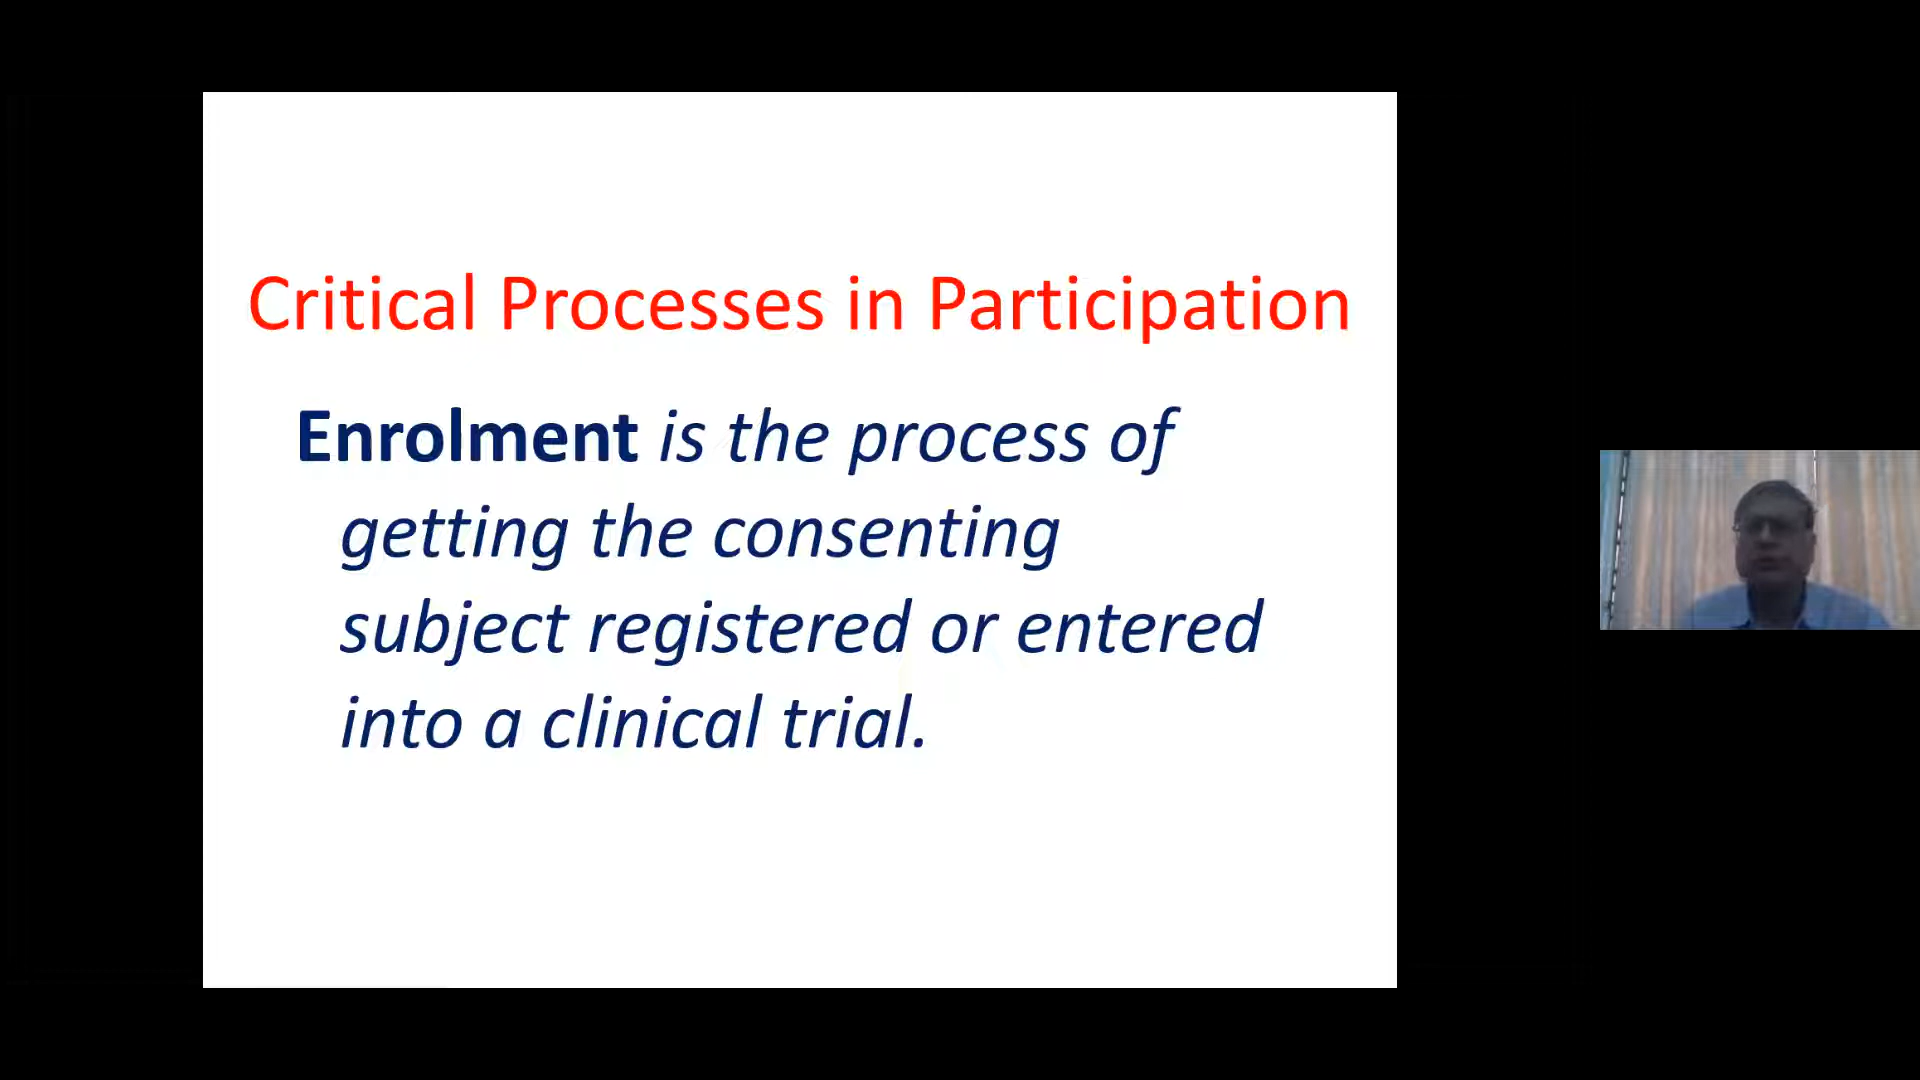 Critical Processes in Participation
Enrolment is the process of
getting the consenting
subject registered or entered
into a clinical trial.